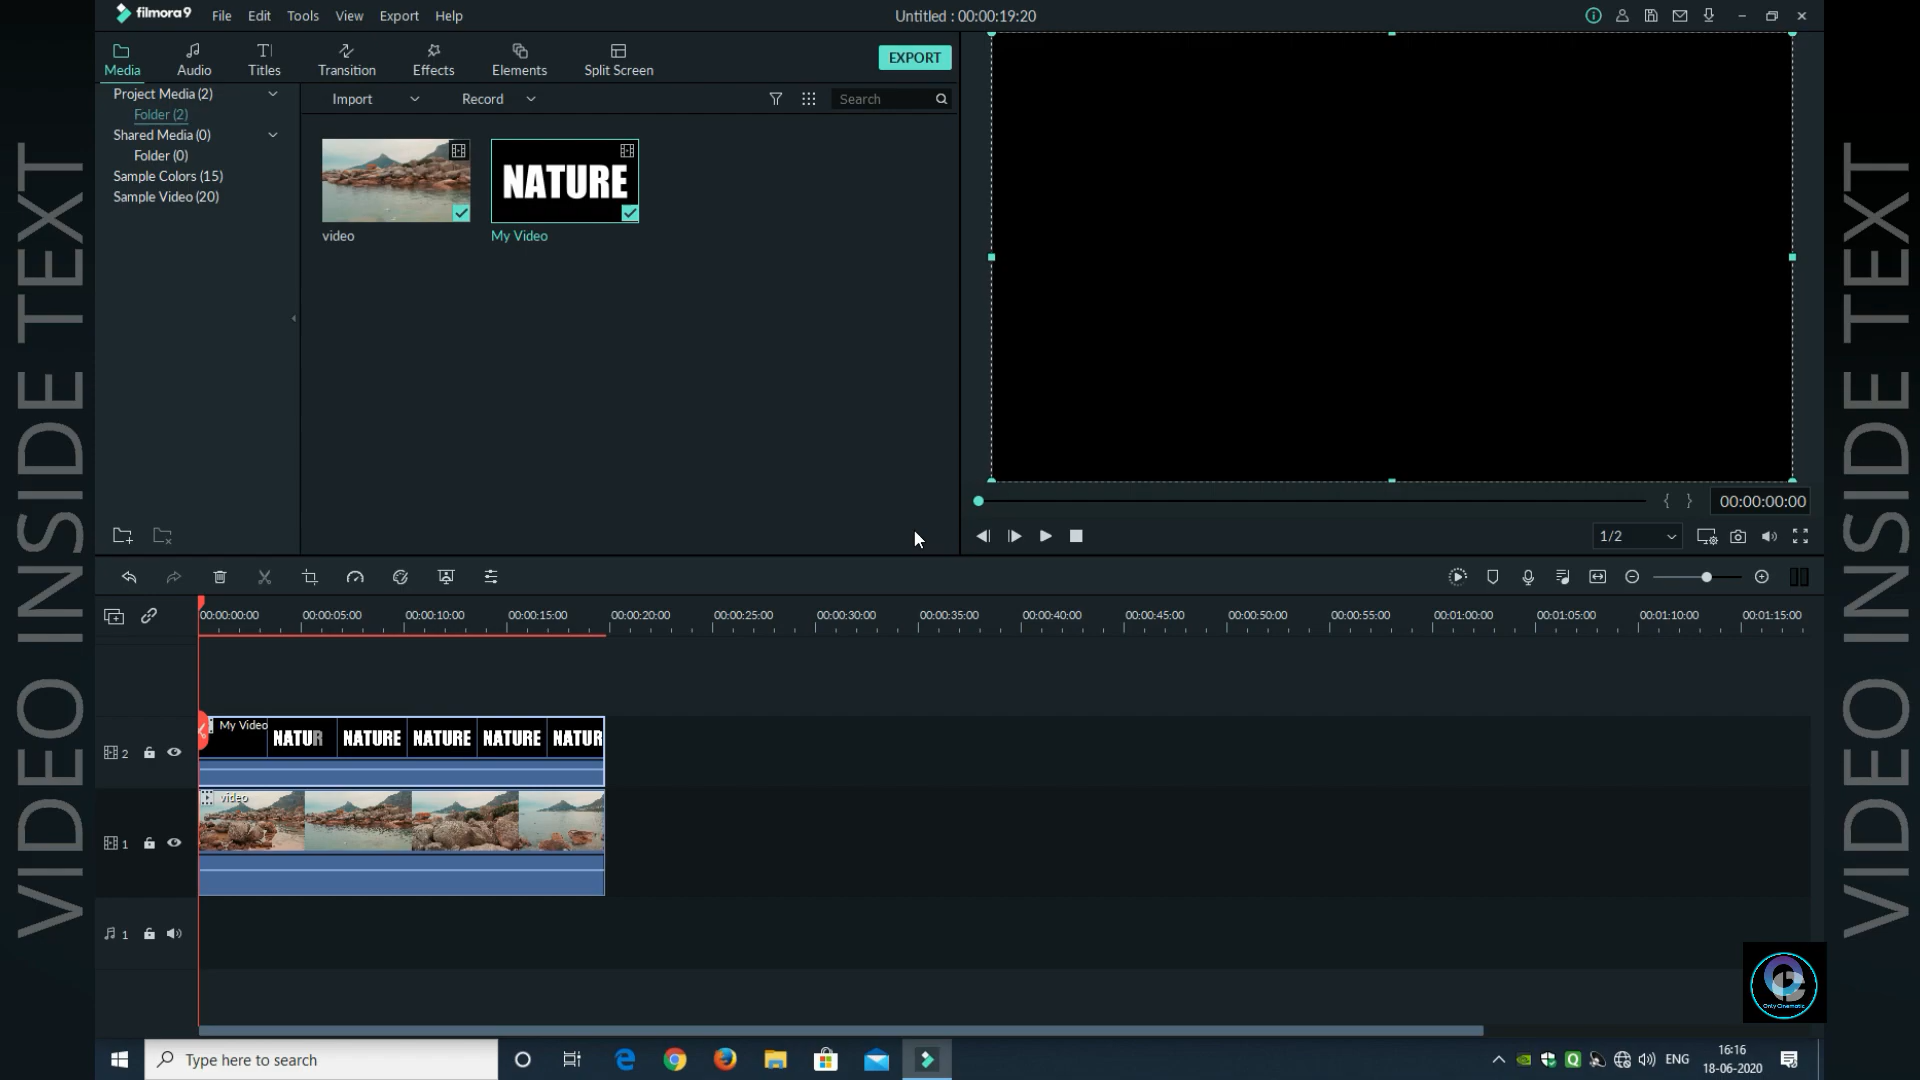 filmora9
File Edit Tools View Export Help
Untitled : 00:00:19:20
Media Audio Titles Transition Effects Elements Split Screen
EXPORT
Project Media (2)
Folder (2)
Shared Media (0)
Folder (0)
Sample Colors (15)
Sample Video (20)
Import Record Search
NATURE
video My Video
00:00:00:00
1/2
00:00:00:00 00:00:05:00 00:00:10:00 00:00:15:00 00:00:20:00 00:00:25:00 00:00:30:00 00:00:35:00 00:00:40:00 00:00:45:00 00:00:50:00 00:00:55:00 00:01:00:00 00:01:05:00 00:01:10:00 00:01:15:00
My Video
NATUR NATURE NATURE NATURE NATUR
2
video
1
1
Only Cinematic
Type here to search
ENG
16:16
18-06-2020
VIDEO INSIDE TEXT
VIDEO INSIDE TEXT